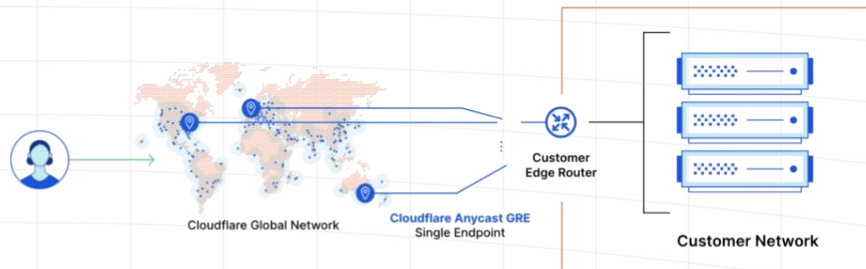 Customer
Edge Router
Cloudflare Global Network
Cloudflare Anycast GRE
Single Endpoint
Customer Network